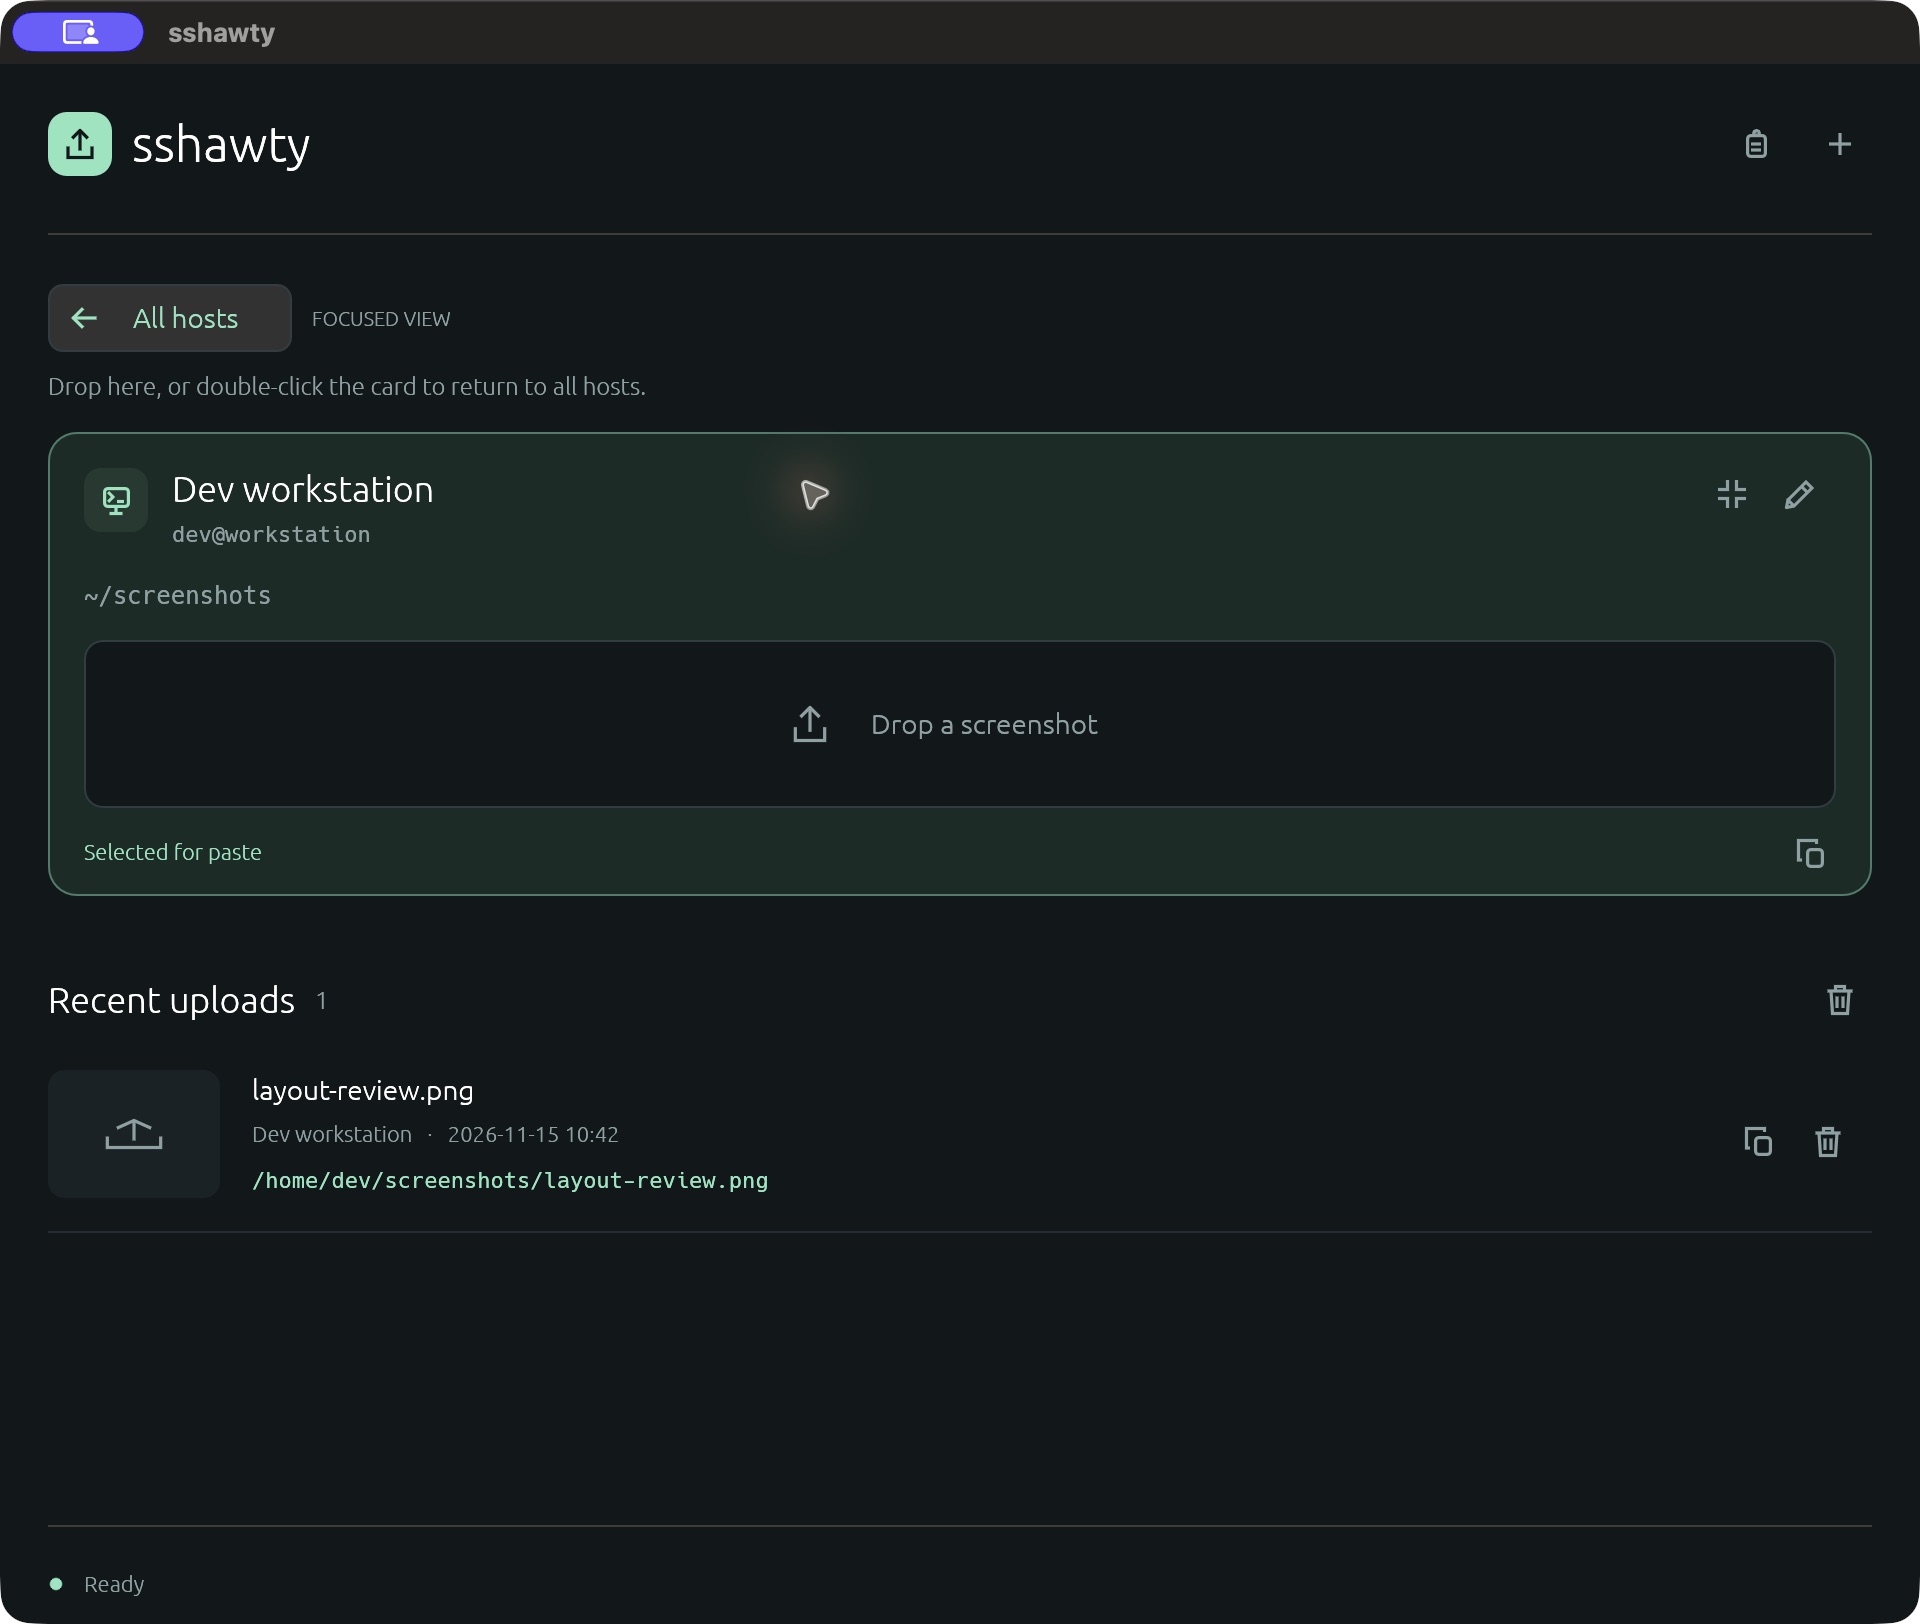 sshawty
sshawty
All hosts
FOCUSED VIEW
Drop here, or double-click the card to return to all hosts.
Dev workstation
dev@workstation
~/screenshots
Drop a screenshot
Selected for paste
Recent uploads 1
layout-review.png
Dev workstation · 2026-11-15 10:42
/home/dev/screenshots/layout-review.png
Ready